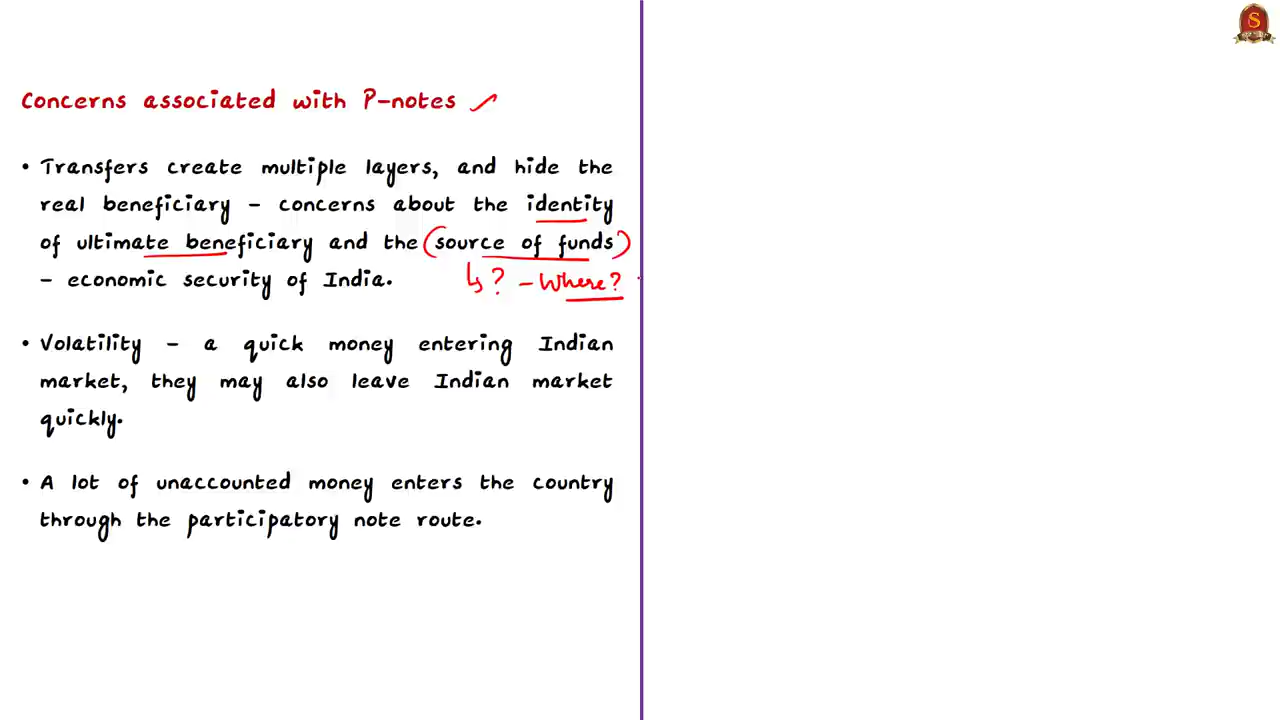 Concerns associated with P-notes
• Transfers create multiple layers, and hide the
real beneficiary - concerns about the identity
of ultimate beneficiary and the (source of funds)
- economic security of India.
↳ ? - Where?
• Volatility - a quick money entering Indian
market, they may also leave Indian market
quickly.
• A lot of unaccounted money enters the country
through the participatory note route.
S